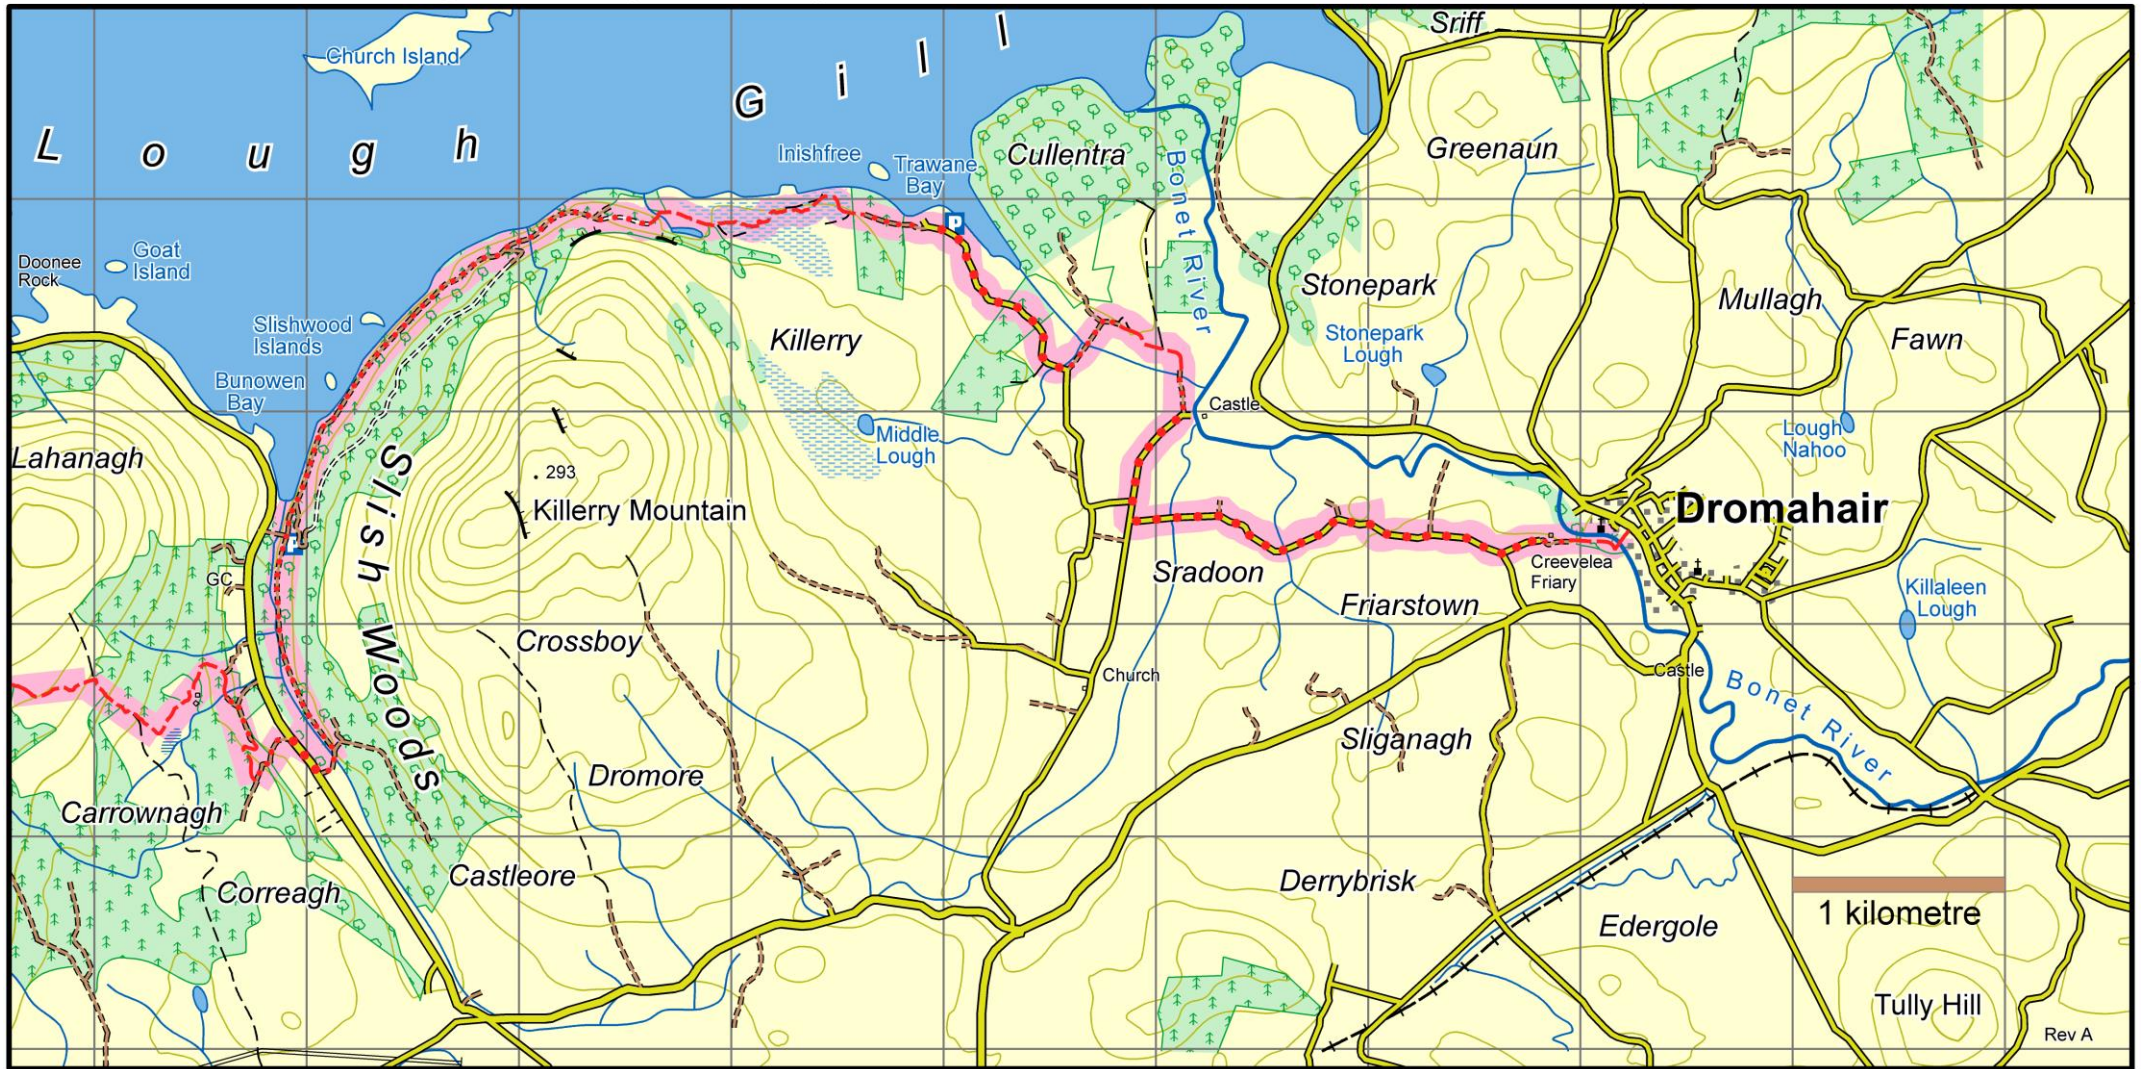 Church Island
Lough Gill
Sriff
Inishfree
Trawane
Bay
Cullentra
Bonet River
Greenaun
P
Doonee
Rock
Goat
Island
Slishwood
Islands
Bunowen
Bay
Killerry
Stonepark
Stonepark
Lough
Mullagh
Fawn
Castle
Middle
Lough
Lough
Nahoo
Lahanagh
Slish Woods
293
Killerry Mountain
Dromahair
P
GC
Sradoon
Creevelea
Friary
Friarstown
Killaleen
Lough
Crossboy
Church
Castle
Bonet River
Sliganagh
Dromore
Carrownagh
Castleore
Correagh
Derrybrisk
Edergole
1 kilometre
Tully Hill
Rev A